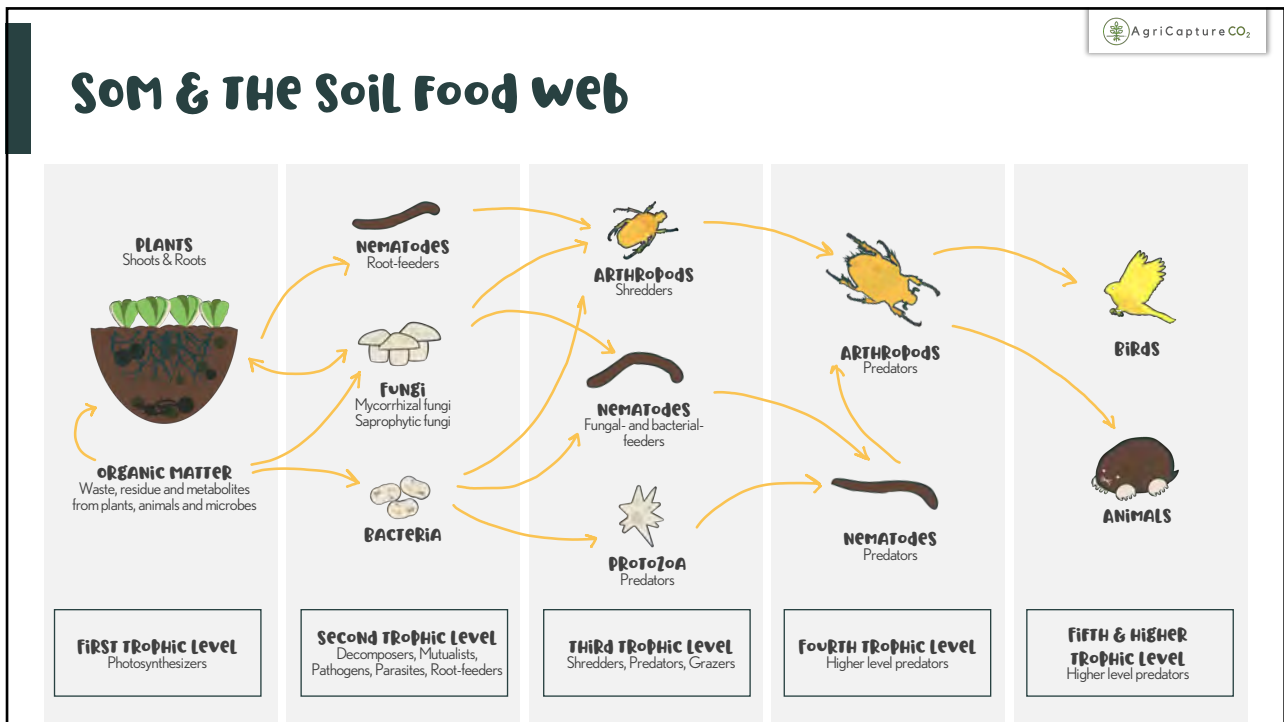 AgriCaptureCO₂
SOM & THE SOIL FOOD WEB
PLANTS
Shoots & Roots
ORGANIC MATTER
Waste, residue and metabolites
from plants, animals and microbes
FIRST TROPHIC LEVEL
Photosynthesizers
NEMATODES
Root-feeders
FUNGI
Mycorrhizal fungi
Saprophytic fungi
BACTERIA
SECOND TROPHIC LEVEL
Decomposers, Mutualists,
Pathogens, Parasites, Root-feeders
ARTHROPODS
Shredders
NEMATODES
Fungal- and bacterial-
feeders
PROTOZOA
Predators
THIRD TROPHIC LEVEL
Shredders, Predators, Grazers
ARTHROPODS
Predators
NEMATODES
Predators
FOURTH TROPHIC LEVEL
Higher level predators
BIRDS
ANIMALS
FIFTH & HIGHER
TROPHIC LEVEL
Higher level predators